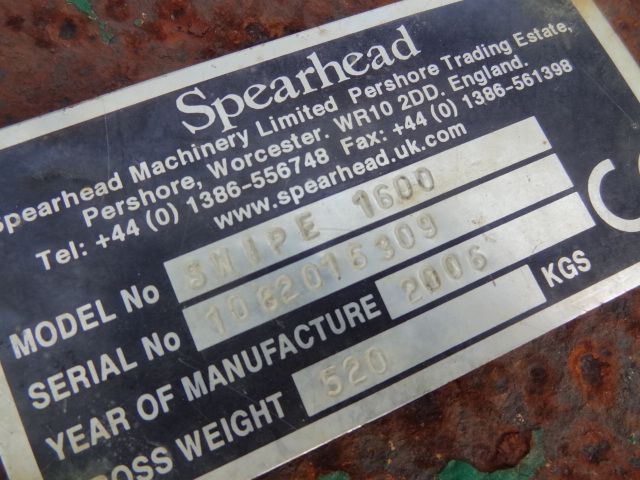 Spearhead
Spearhead Machinery Limited Pershore Trading Estate,
Pershore, Worcester. WR10 2DD. England.
Tel: +44 (0) 1386-556748 Fax: +44 (0) 1386-561398
www.spearhead.uk.com
MODEL No SNIPE 1600
SERIAL No 1062015309
YEAR OF MANUFACTURE 2006
GROSS WEIGHT 520 KGS